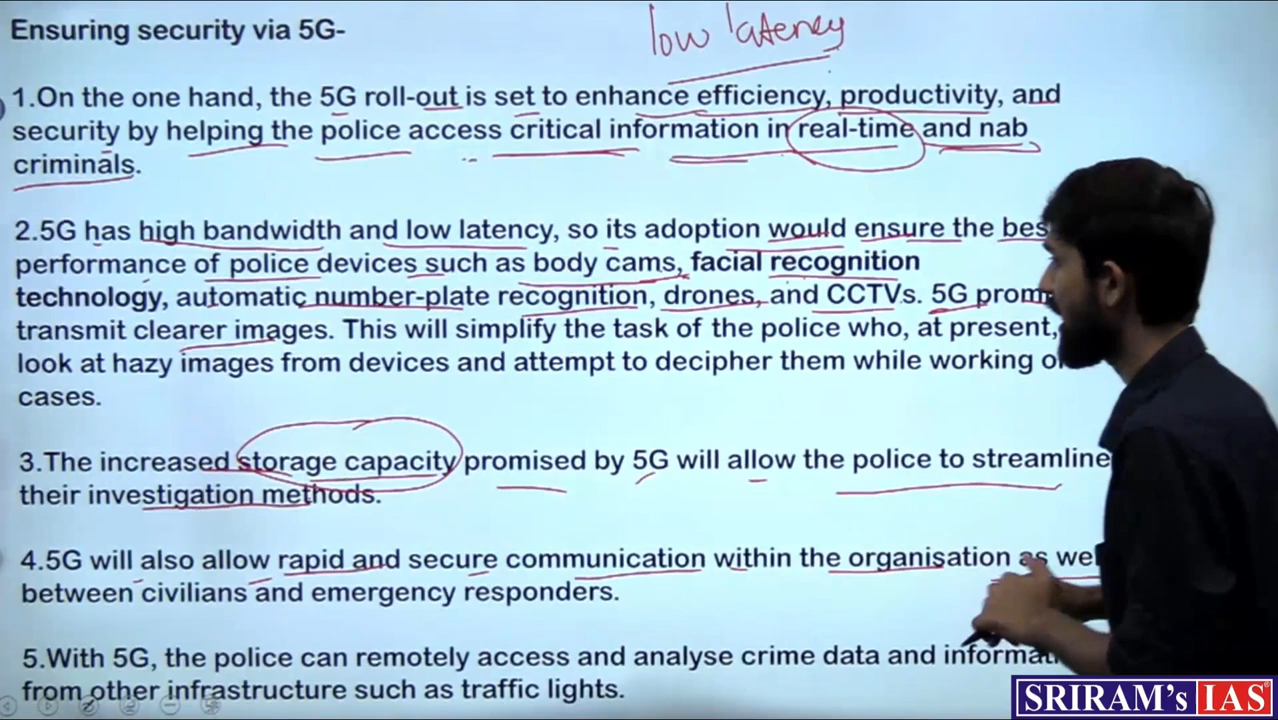 Ensuring security via 5G-
low latency
1.On the one hand, the 5G roll-out is set to enhance efficiency, productivity, and
security by helping the police access critical information in real-time and nab
criminals.
2.5G has high bandwidth and low latency, so its adoption would ensure the
performance of police devices such as body cams, facial recognition
technology, automatic number-plate recognition, drones, and CCTVs. 5G
transmit clearer images. This will simplify the task of the police who, at present,
look at hazy images from devices and attempt to decipher them while working
cases.
3.The increased storage capacity promised by 5G will allow the police to streamline
their investigation methods.
4.5G will also allow rapid and secure communication within the organisation as
between civilians and emergency responders.
5.With 5G, the police can remotely access and analyse crime data and
from other infrastructure such as traffic lights.
SRIRAM's IAS